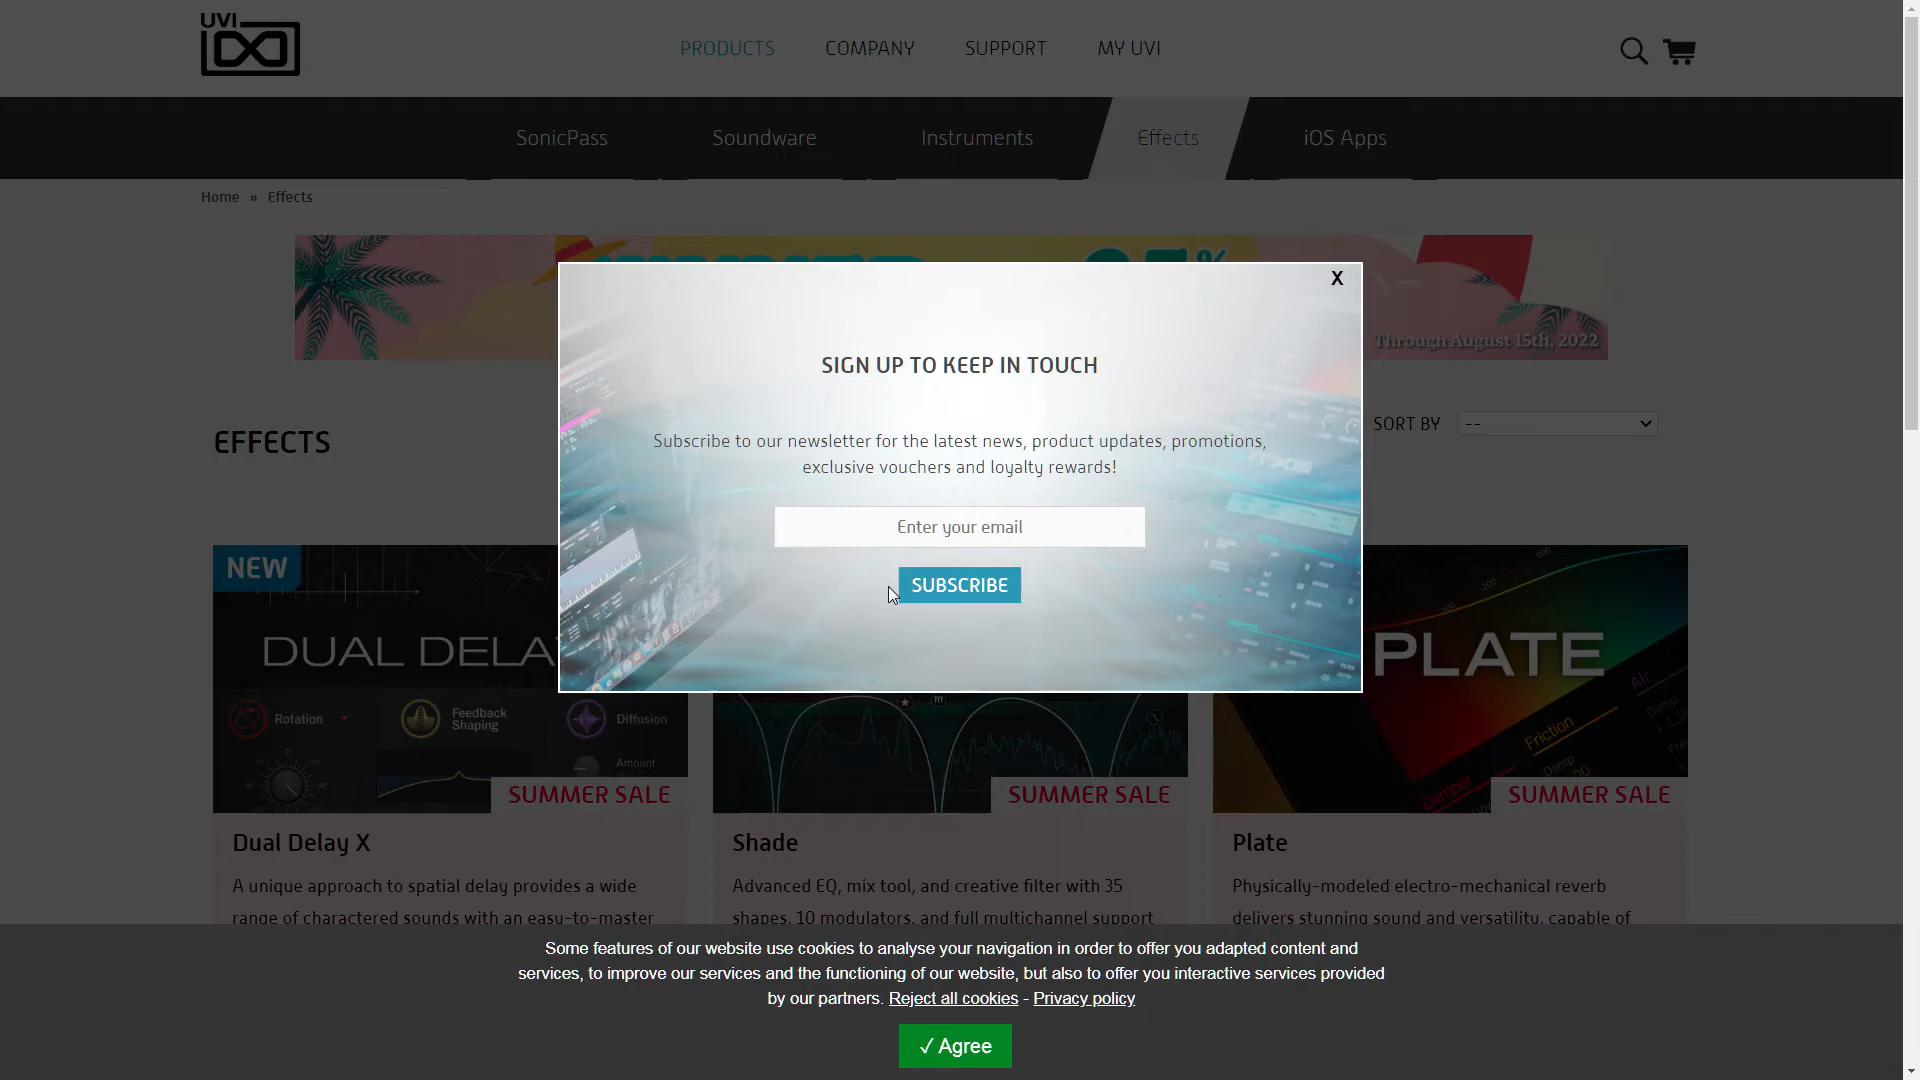 UVI
PRODUCTS
COMPANY
SUPPORT
MY UVI
SonicPass
Soundware
Instruments
Effects
iOS Apps
Home » Effects
%
Through August 15th, 2022
X
SIGN UP TO KEEP IN TOUCH
Subscribe to our newsletter for the latest news, product updates, promotions,
exclusive vouchers and loyalty rewards!
Enter your email
SUBSCRIBE
EFFECTS
SORT BY
--
NEW
DUAL DELA
Rotation
Feedback
Shaping
Diffusion
Amount
SUMMER SALE
SUMMER SALE
PLATE
Air
Damp
Friction
Damp
Damper
SUMMER SALE
Dual Delay X
A unique approach to spatial delay provides a wide
range of charactered sounds with an easy-to-master
Shade
Advanced EQ, mix tool, and creative filter with 35
shapes, 10 modulators, and full multichannel support
Plate
Physically-modeled electro-mechanical reverb
delivers stunning sound and versatility, capable of
Some features of our website use cookies to analyse your navigation in order to offer you adapted content and
services, to improve our services and the functioning of our website, but also to offer you interactive services provided
by our partners. Reject all cookies - Privacy policy
✓ Agree